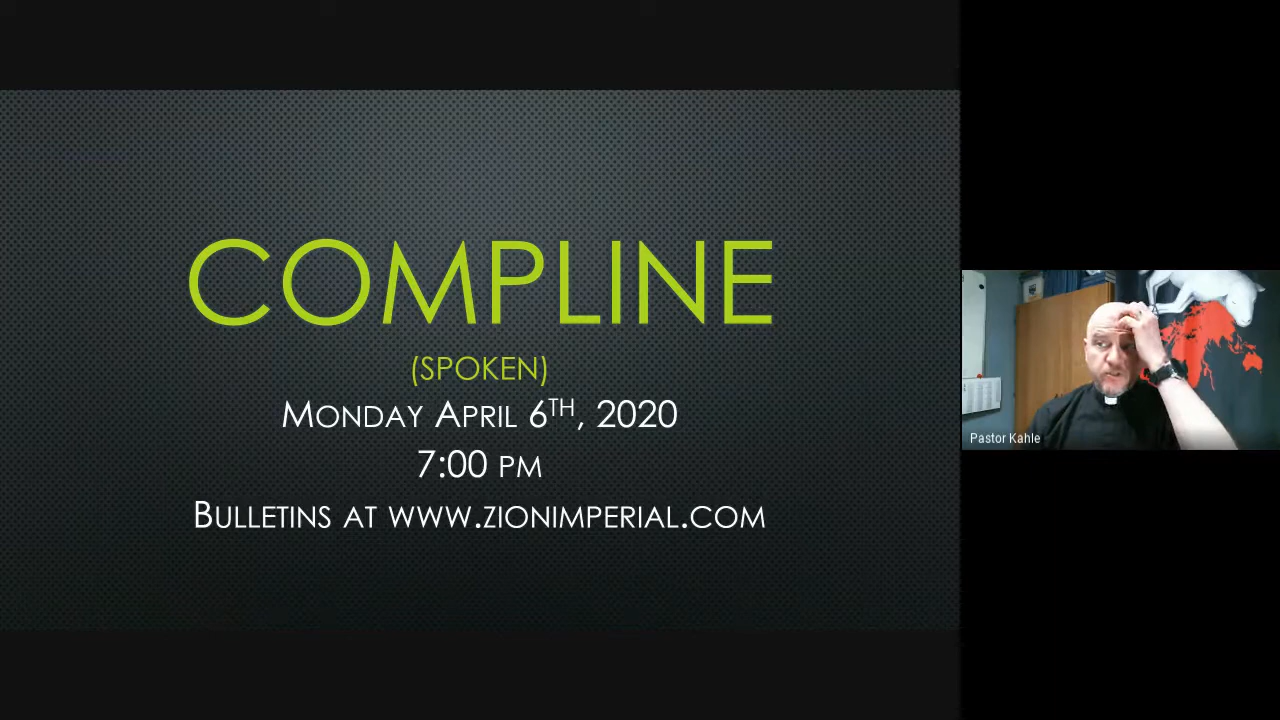 COMPLINE
(SPOKEN)
MONDAY APRIL 6TH, 2020
7:00 PM
BULLETINS AT WWW.ZIONIMPERIAL.COM
Pastor Kahle